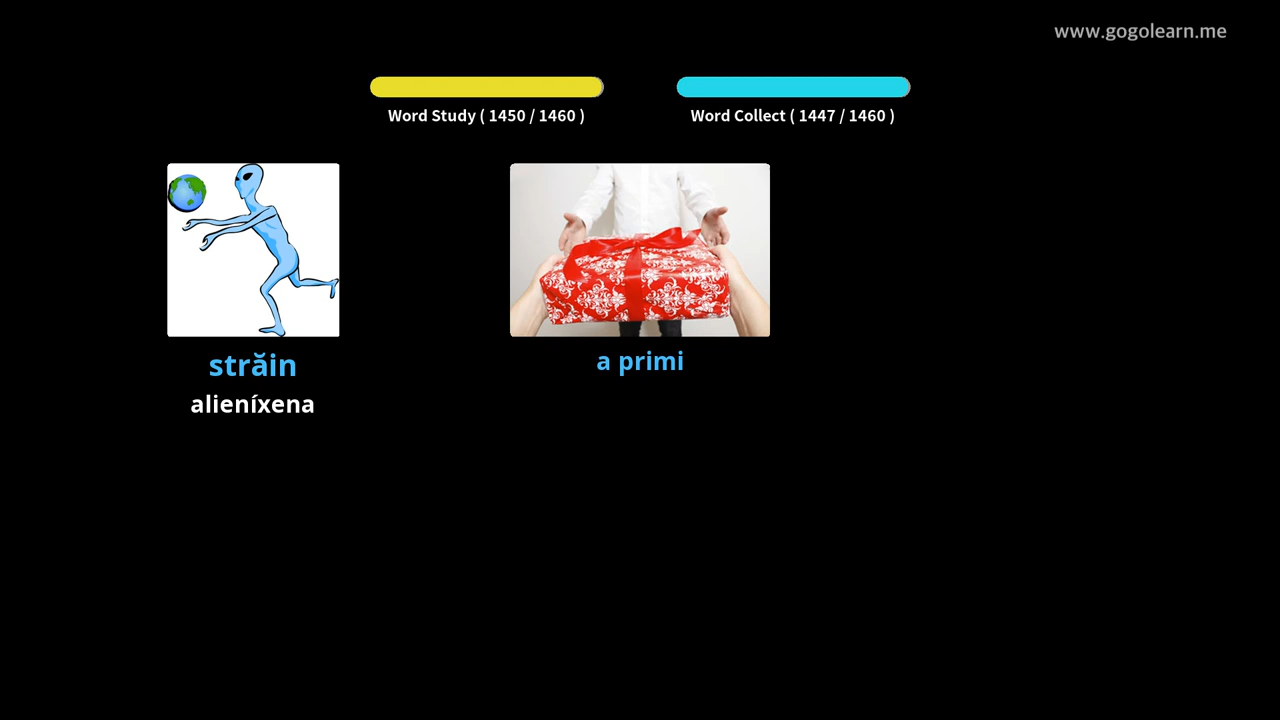 www.gogolearn.me
Word Study ( 1450 / 1460 )
Word Collect ( 1447 / 1460 )
străin
alieníxena
a primi